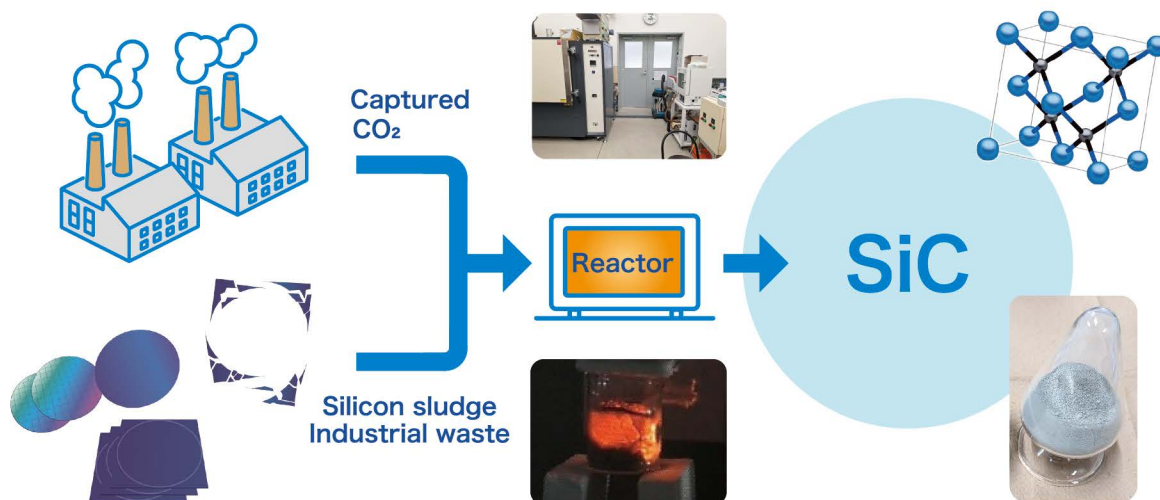 Captured
CO₂
Reactor
SiC
Silicon sludge
Industrial waste